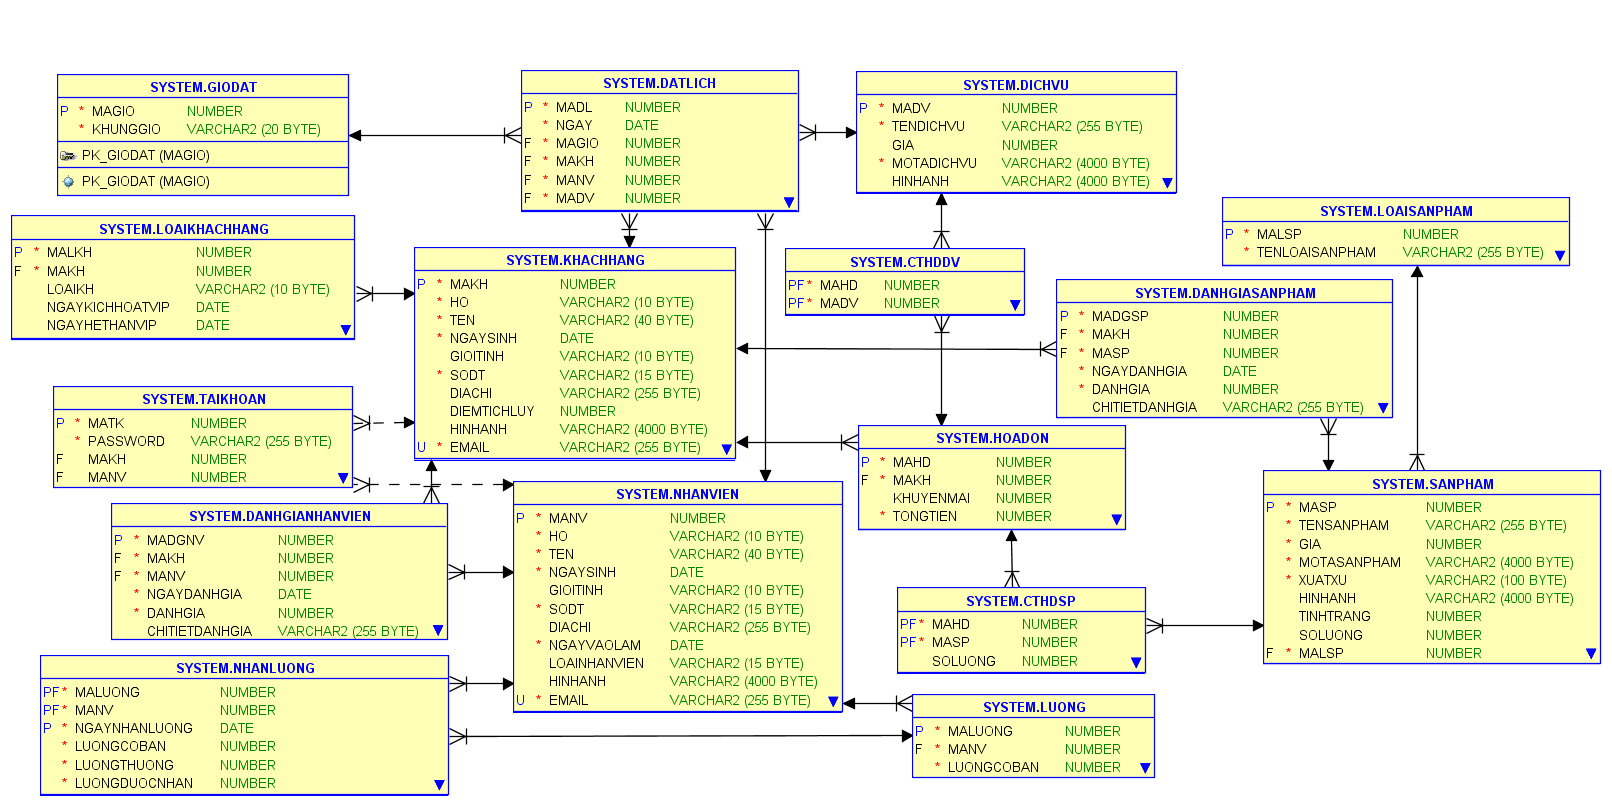 SYSTEM.GIODAT
P * MAGIO NUMBER
* KHUNGGIO VARCHAR2 (20 BYTE)
PK_GIODAT (MAGIO)
PK_GIODAT (MAGIO)
SYSTEM.DATLICH
P * MADL NUMBER
* NGAY DATE
F * MAGIO NUMBER
F * MAKH NUMBER
F * MANV NUMBER
F * MADV NUMBER
SYSTEM.DICHVU
P * MADV NUMBER
* TENDICHVU VARCHAR2 (255 BYTE)
GIA NUMBER
* MOTADICHVU VARCHAR2 (4000 BYTE)
HINHANH VARCHAR2 (4000 BYTE)
SYSTEM.LOAISANPHAM
P * MALSP NUMBER
* TENLOAISANPHAM VARCHAR2 (255 BYTE)
SYSTEM.LOAIKHACHHANG
P * MALKH NUMBER
F * MAKH NUMBER
LOAIKH VARCHAR2 (10 BYTE)
NGAYKICHHOATVIP DATE
NGAYHETHANVIP DATE
SYSTEM.KHACHHANG
P * MAKH NUMBER
* HO VARCHAR2 (10 BYTE)
* TEN VARCHAR2 (40 BYTE)
* NGAYSINH DATE
GIOITINH VARCHAR2 (10 BYTE)
* SODT VARCHAR2 (15 BYTE)
DIACHI VARCHAR2 (255 BYTE)
DIEMTICHLUY NUMBER
HINHANH VARCHAR2 (4000 BYTE)
U * EMAIL VARCHAR2 (255 BYTE)
SYSTEM.CTHDDV
PF * MAHD NUMBER
PF * MADV NUMBER
SYSTEM.DANHGIASANPHAM
P * MADGSP NUMBER
F * MAKH NUMBER
F * MASP NUMBER
* NGAYDANHGIA DATE
* DANHGIA NUMBER
CHITIETDANHGIA VARCHAR2 (255 BYTE)
SYSTEM.TAIKHOAN
P * MATK NUMBER
* PASSWORD VARCHAR2 (255 BYTE)
F MAKH NUMBER
F MANV NUMBER
SYSTEM.HOADON
P * MAHD NUMBER
F * MAKH NUMBER
KHUYENMAI NUMBER
* TONGTIEN NUMBER
SYSTEM.SANPHAM
P * MASP NUMBER
* TENSANPHAM VARCHAR2 (255 BYTE)
* GIA NUMBER
* MOTASANPHAM VARCHAR2 (4000 BYTE)
* XUATXU VARCHAR2 (100 BYTE)
HINHANH VARCHAR2 (4000 BYTE)
TINHTRANG NUMBER
SOLUONG NUMBER
F * MALSP NUMBER
SYSTEM.DANHGIANHANVIEN
P * MADGNV NUMBER
F * MAKH NUMBER
F * MANV NUMBER
* NGAYDANHGIA DATE
* DANHGIA NUMBER
CHITIETDANHGIA VARCHAR2 (255 BYTE)
SYSTEM.NHANVIEN
P * MANV NUMBER
* HO VARCHAR2 (10 BYTE)
* TEN VARCHAR2 (40 BYTE)
* NGAYSINH DATE
GIOITINH VARCHAR2 (10 BYTE)
* SODT VARCHAR2 (15 BYTE)
DIACHI VARCHAR2 (255 BYTE)
* NGAYVAOLAM DATE
LOAINHANVIEN VARCHAR2 (15 BYTE)
HINHANH VARCHAR2 (4000 BYTE)
U * EMAIL VARCHAR2 (255 BYTE)
SYSTEM.CTHDSP
PF * MAHD NUMBER
PF * MASP NUMBER
SOLUONG NUMBER
SYSTEM.NHANLUONG
PF * MALUONG NUMBER
PF * MANV NUMBER
P * NGAYNHANLUONG DATE
* LUONGCOBAN NUMBER
* LUONGTHUONG NUMBER
* LUONGDUOCNHAN NUMBER
SYSTEM.LUONG
P * MALUONG NUMBER
F * MANV NUMBER
* LUONGCOBAN NUMBER